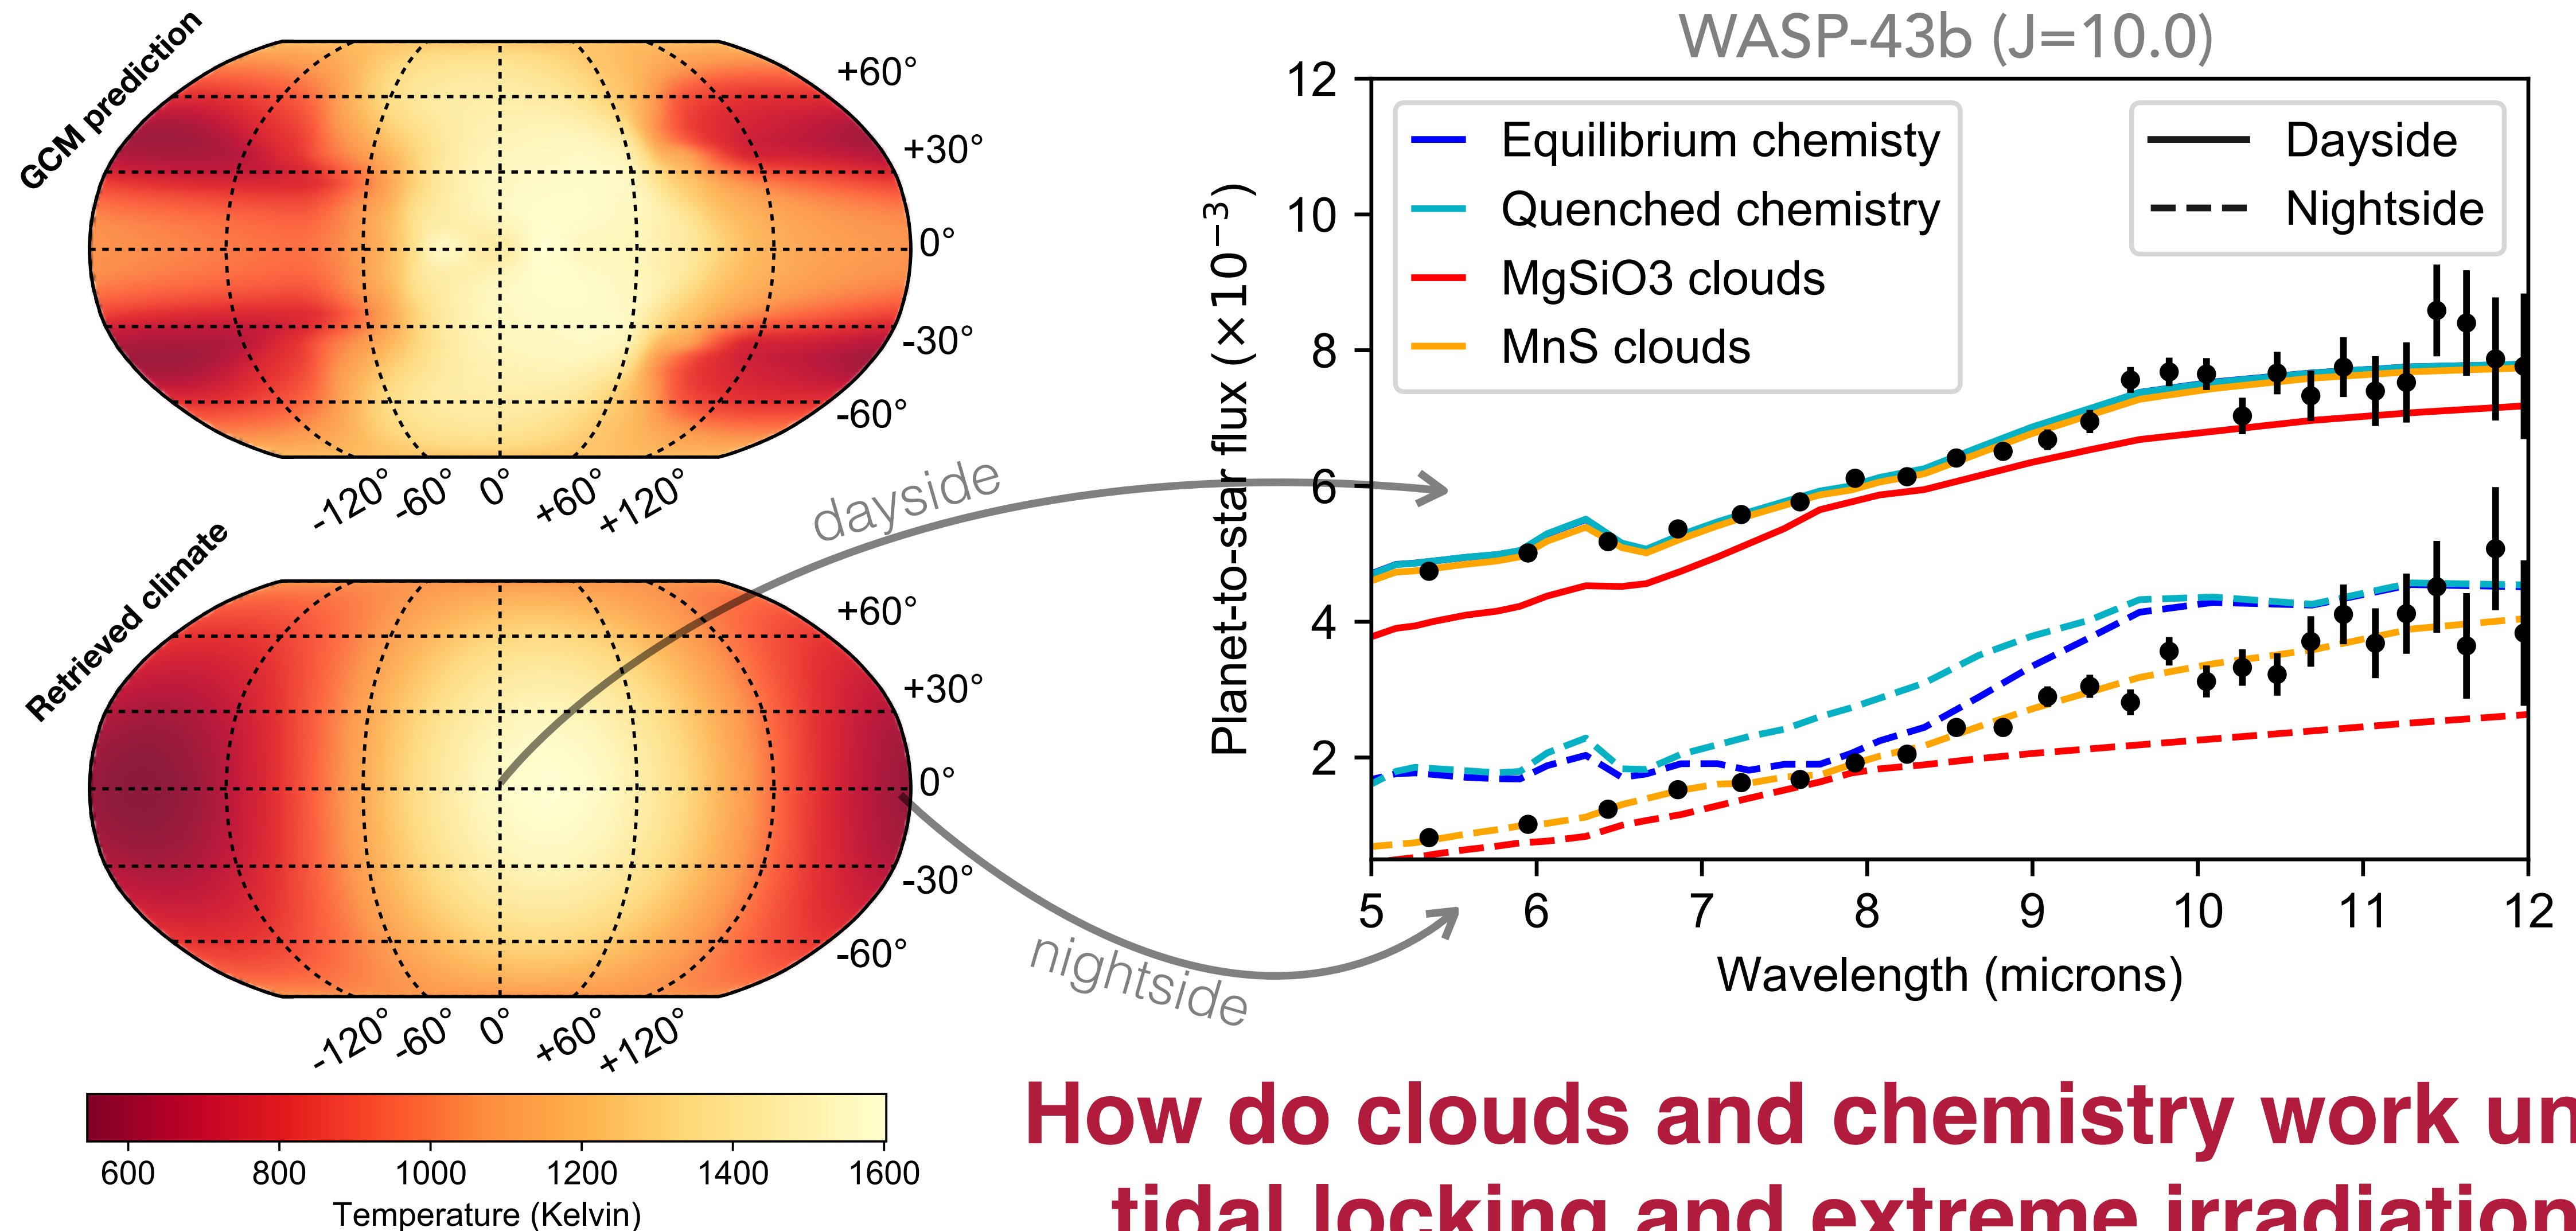 GCM prediction
+60°
+30°
0°
-30°
-60°
-120° -60° 0° +60° +120°
Retrieved climate
+60°
+30°
0°
-30°
-60°
-120° -60° 0° +60° +120°
600 800 1000 1200 1400 1600
Temperature (Kelvin)
dayside
nightside
WASP-43b (J=10.0)
Planet-to-star flux (×10⁻³)
12
10
8
6
4
2
Equilibrium chemisty
Quenched chemistry
MgSiO3 clouds
MnS clouds
Dayside
Nightside
5 6 7 8 9 10 11 12
Wavelength (microns)
How do clouds and chemistry work un
tidal locking and extreme irradiation